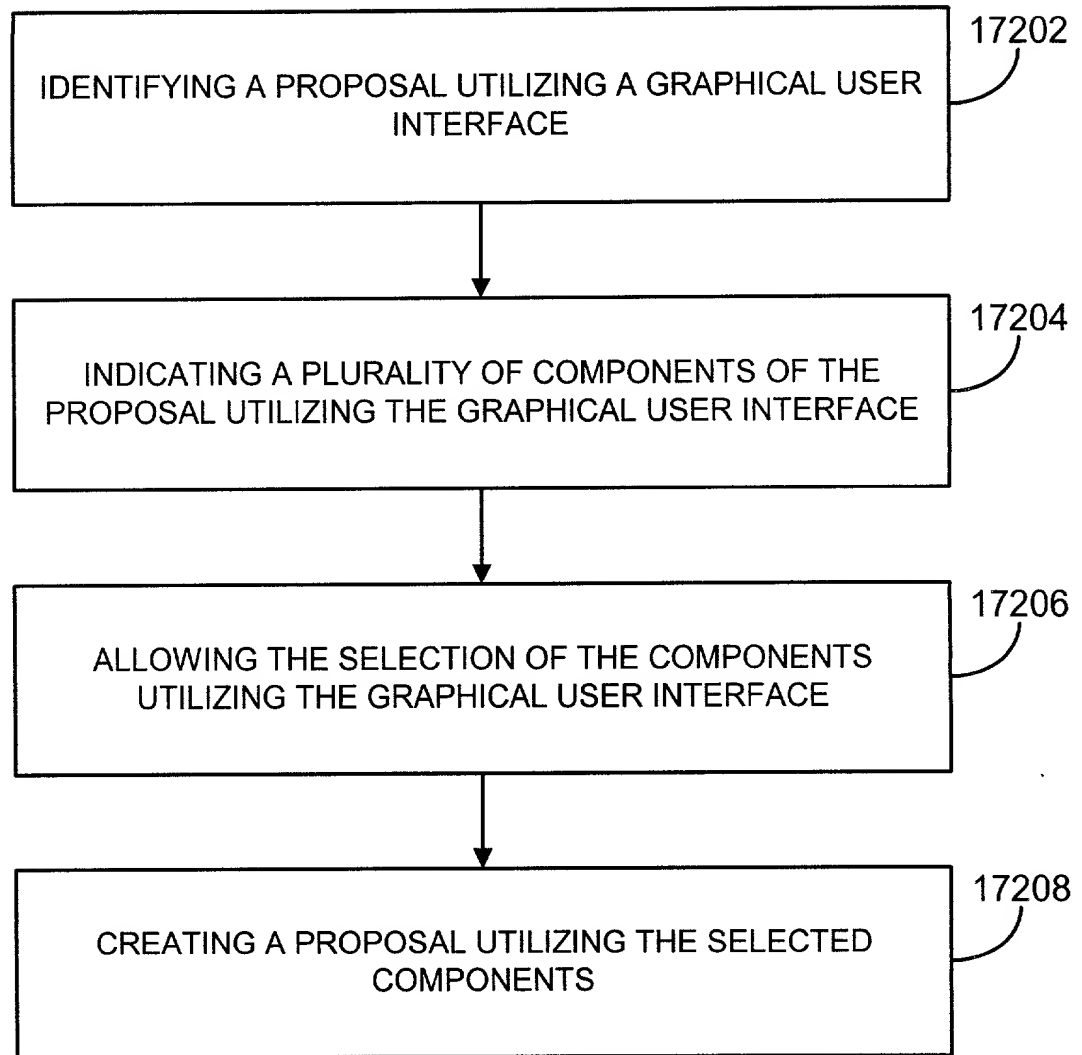 17202
IDENTIFYING A PROPOSAL UTILIZING A GRAPHICAL USER
INTERFACE
17204
INDICATING A PLURALITY OF COMPONENTS OF THE
PROPOSAL UTILIZING THE GRAPHICAL USER INTERFACE
17206
ALLOWING THE SELECTION OF THE COMPONENTS
UTILIZING THE GRAPHICAL USER INTERFACE
17208
CREATING A PROPOSAL UTILIZING THE SELECTED
COMPONENTS